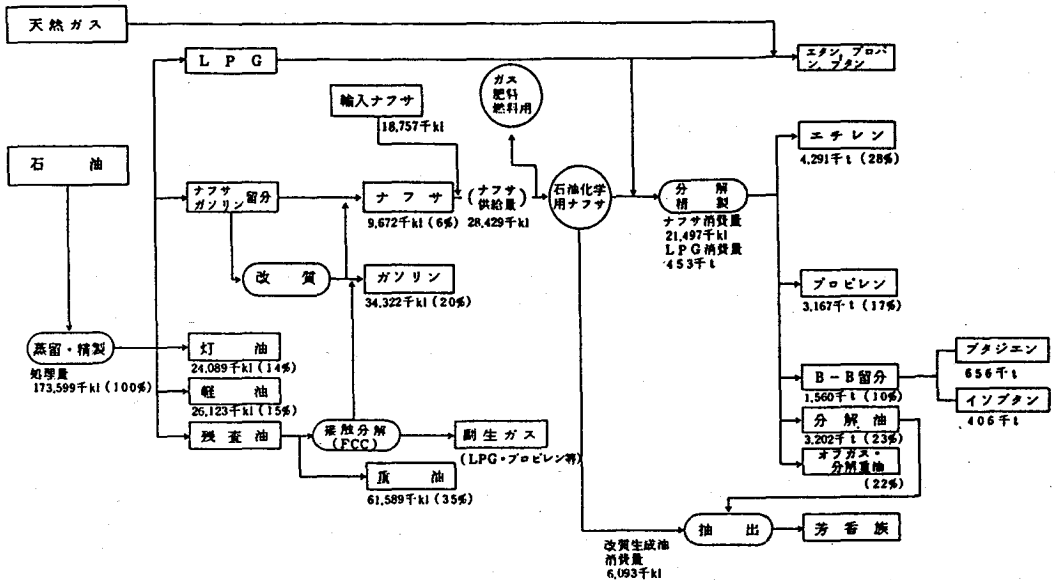 天然ガス
LPG
エタン,プロパ
ン,ブタン
ガス
肥料
燃料用
輸入ナフサ
18,757千kl
エチレン
4,291千t(28%)
石油
ナフサ
ガソリン
留分
ナフサ
9,672千kl(6%)
(ナフサ
供給量)
28,429千kl
石油化学
用ナフサ
分解
精製
ナフサ消費量
21,497千kl
LPG消費量
453千t
改質
ガソリン
34,322千kl(20%)
プロピレン
3,167千t(17%)
蒸留・精製
処理量
173,599千kl(100%)
灯油
24,089千kl(14%)
軽油
26,123千kl(15%)
残査油
接触分解
(FCC)
副生ガス
(LPG・プロピレン等)
重油
61,589千kl(35%)
B-B留分
1,560千t(10%)
ブタジエン
656千t
イソブタン
406千t
分解油
3,202千t(23%)
オフガス・
分解重油
(22%)
抽出
芳香族
改質生成油
消費量
6,093千kl